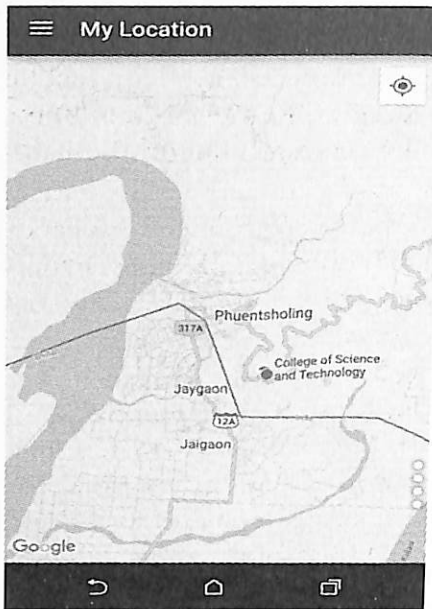 My Location
Phuentsholing
317A
College of Science
and Technology
Jaygaon
12A
Jaigaon
Google